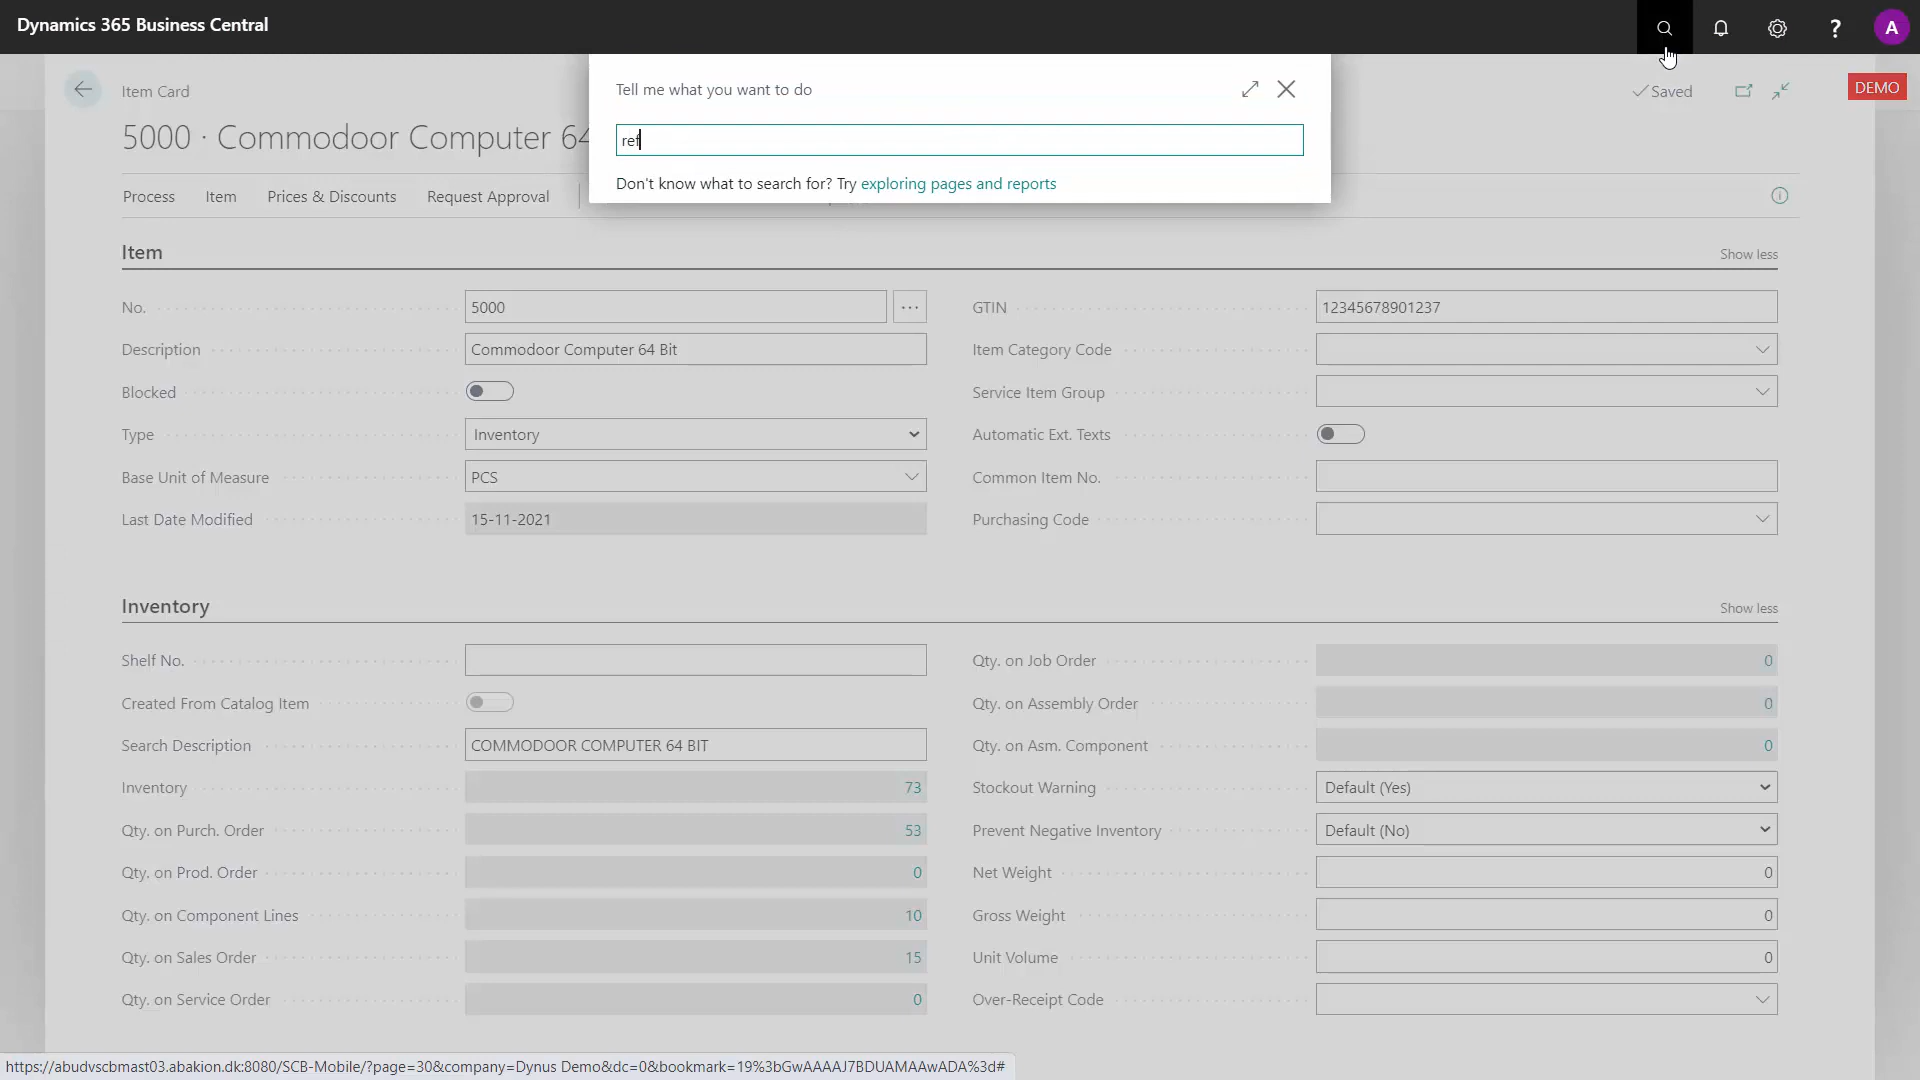 Dynamics 365 Business Central
?
A
Item Card
Tell me what you want to do
Saved
DEMO
5000 · Commodoor Computer 64
ref
Don't know what to search for? Try exploring pages and reports
Process Item Prices & Discounts Request Approval
Item
Show less
No. 5000 ...
GTIN 12345678901237
Description Commodoor Computer 64 Bit
Item Category Code
Blocked
Service Item Group
Type Inventory
Automatic Ext. Texts
Base Unit of Measure PCS
Common Item No.
Last Date Modified 15-11-2021
Purchasing Code
Inventory
Show less
Shelf No.
Qty. on Job Order 0
Created From Catalog Item
Qty. on Assembly Order 0
Search Description COMMODOOR COMPUTER 64 BIT
Qty. on Asm. Component 0
Inventory 73
Stockout Warning Default (Yes)
Qty. on Purch. Order 53
Prevent Negative Inventory Default (No)
Qty. on Prod. Order 0
Net Weight 0
Qty. on Component Lines 10
Gross Weight 0
Qty. on Sales Order 15
Unit Volume 0
Qty. on Service Order 0
Over-Receipt Code
https://abudvscbmast03.abakion.dk:8080/SCB-Mobile/?page=30&company=Dynus Demo&dc=0&bookmark=19%3bGwAAAAJ7BDUAMAAwADA%3d#